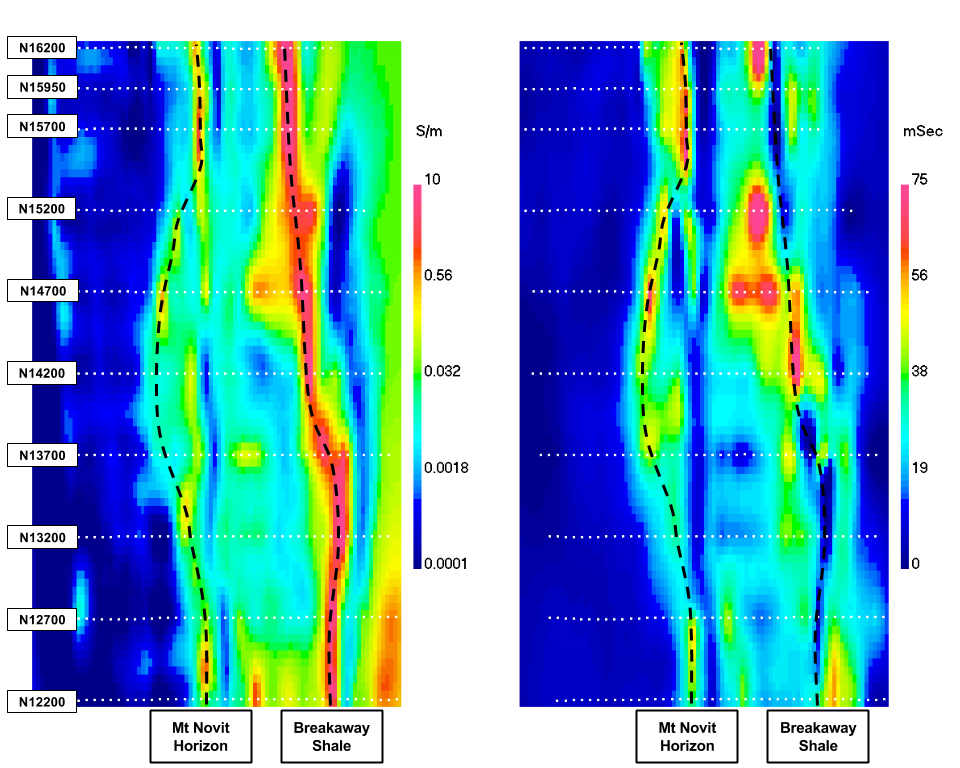 N16200
N15950
N15700
N15200
N14700
N14200
N13700
N13200
N12700
N12200
S/m
10
0.56
0.032
0.0018
0.0001
mSec
75
56
38
19
0
Mt Novit
Horizon
Breakaway
Shale
Mt Novit
Horizon
Breakaway
Shale